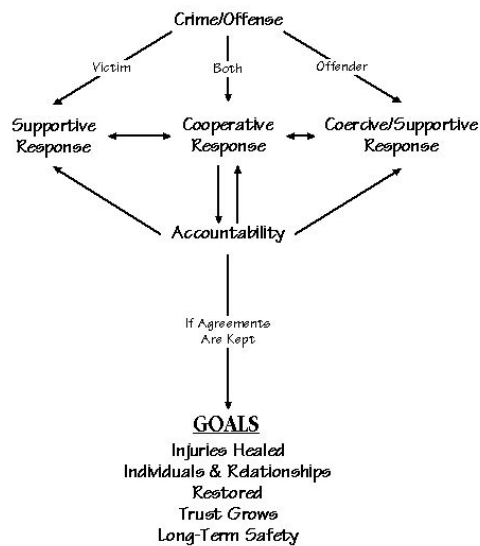 Crime/Offense
Victim
Both
Offender
Supportive
Response
Cooperative
Response
Coercive/Supportive
Response
Accountability
If Agreements
Are Kept
GOALS
Injuries Healed
Individuals & Relationships
Restored
Trust Grows
Long-Term Safety